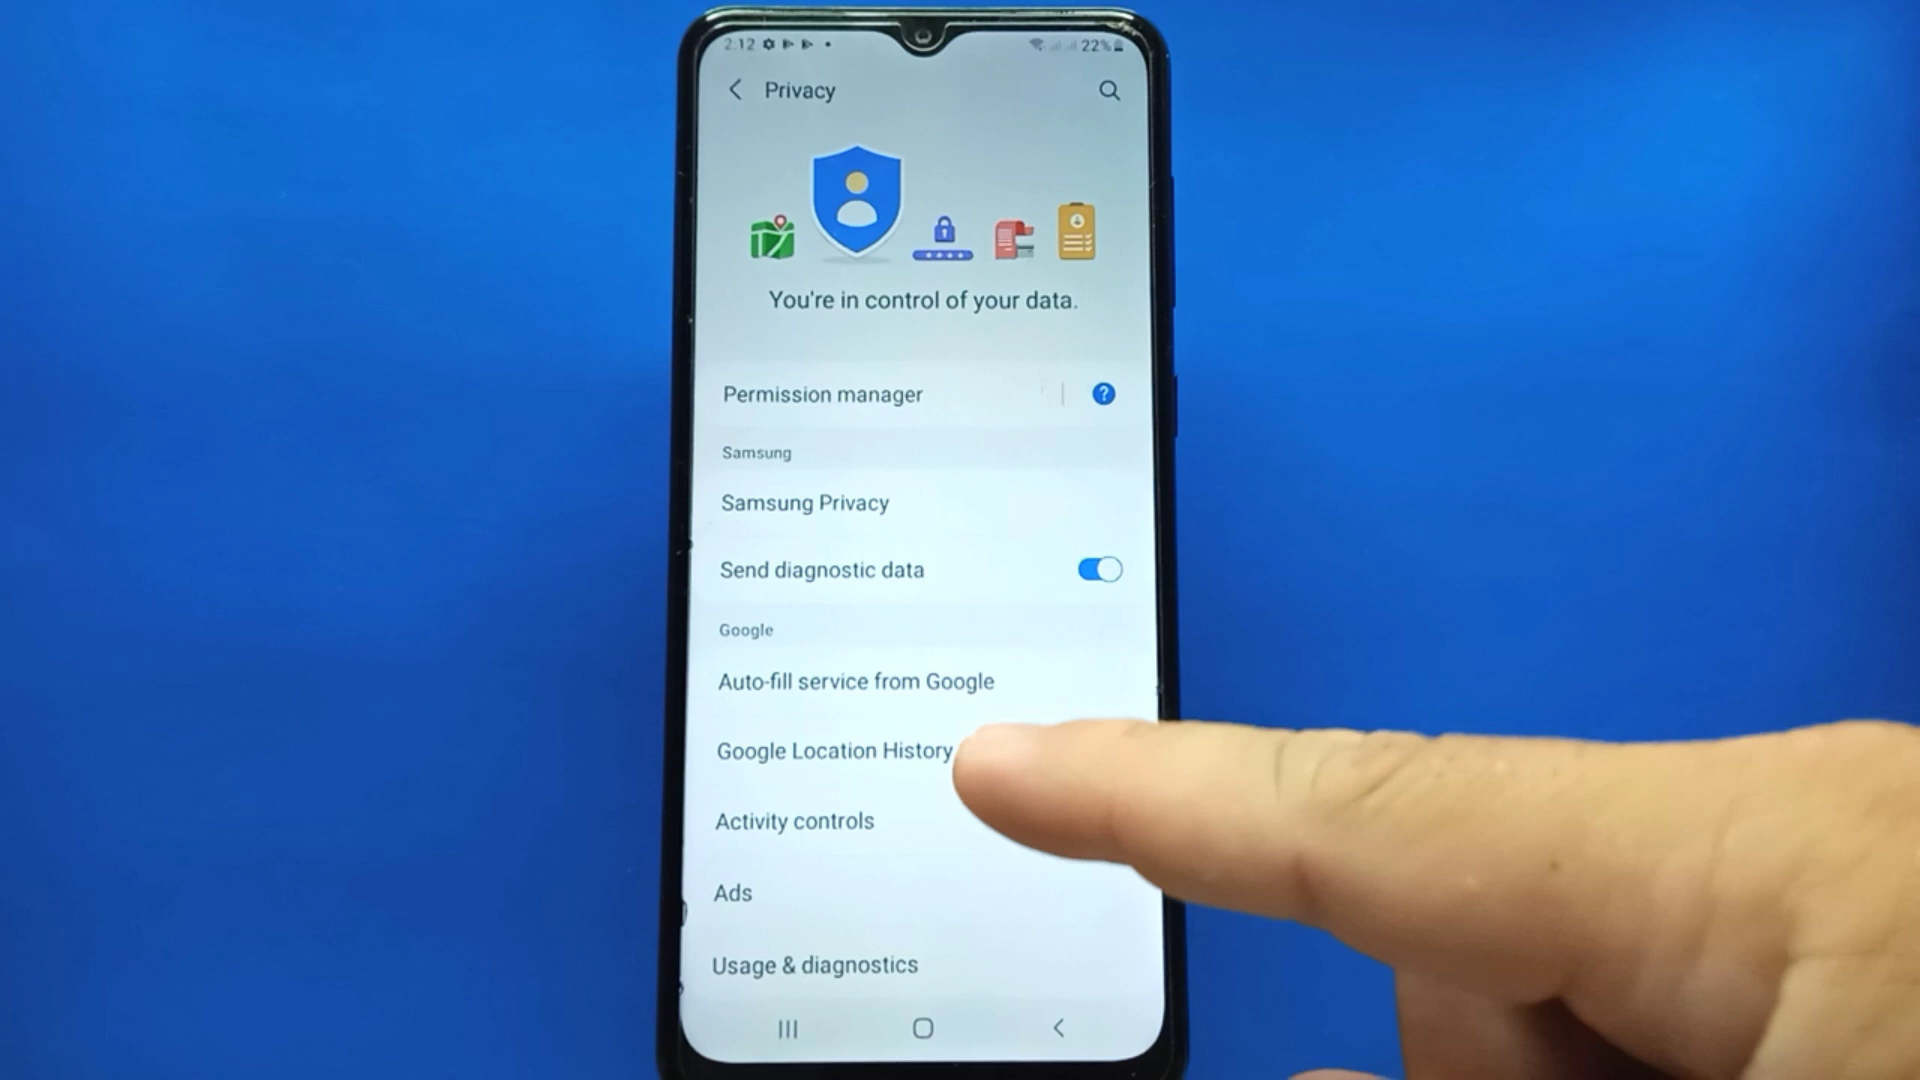 2:12
22%
Privacy
You're in control of your data.
Permission manager
?
Samsung
Samsung Privacy
Send diagnostic data
Google
Auto-fill service from Google
Google Location History
Activity controls
Ads
Usage & diagnostics